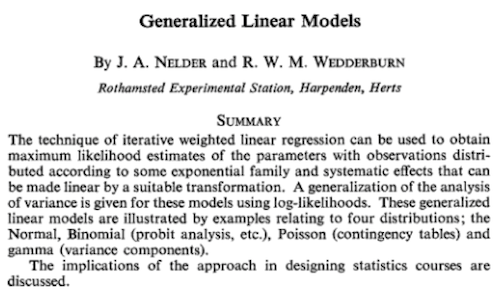 Generalized Linear Models
By J. A. NELDER and R. W. M. WEDDERBURN
Rothamsted Experimental Station, Harpenden, Herts
SUMMARY
The technique of iterative weighted linear regression can be used to obtain
maximum likelihood estimates of the parameters with observations distri-
buted according to some exponential family and systematic effects that can
be made linear by a suitable transformation. A generalization of the analysis
of variance is given for these models using log-likelihoods. These generalized
linear models are illustrated by examples relating to four distributions; the
Normal, Binomial (probit analysis, etc.), Poisson (contingency tables) and
gamma (variance components).
The implications of the approach in designing statistics courses are
discussed.